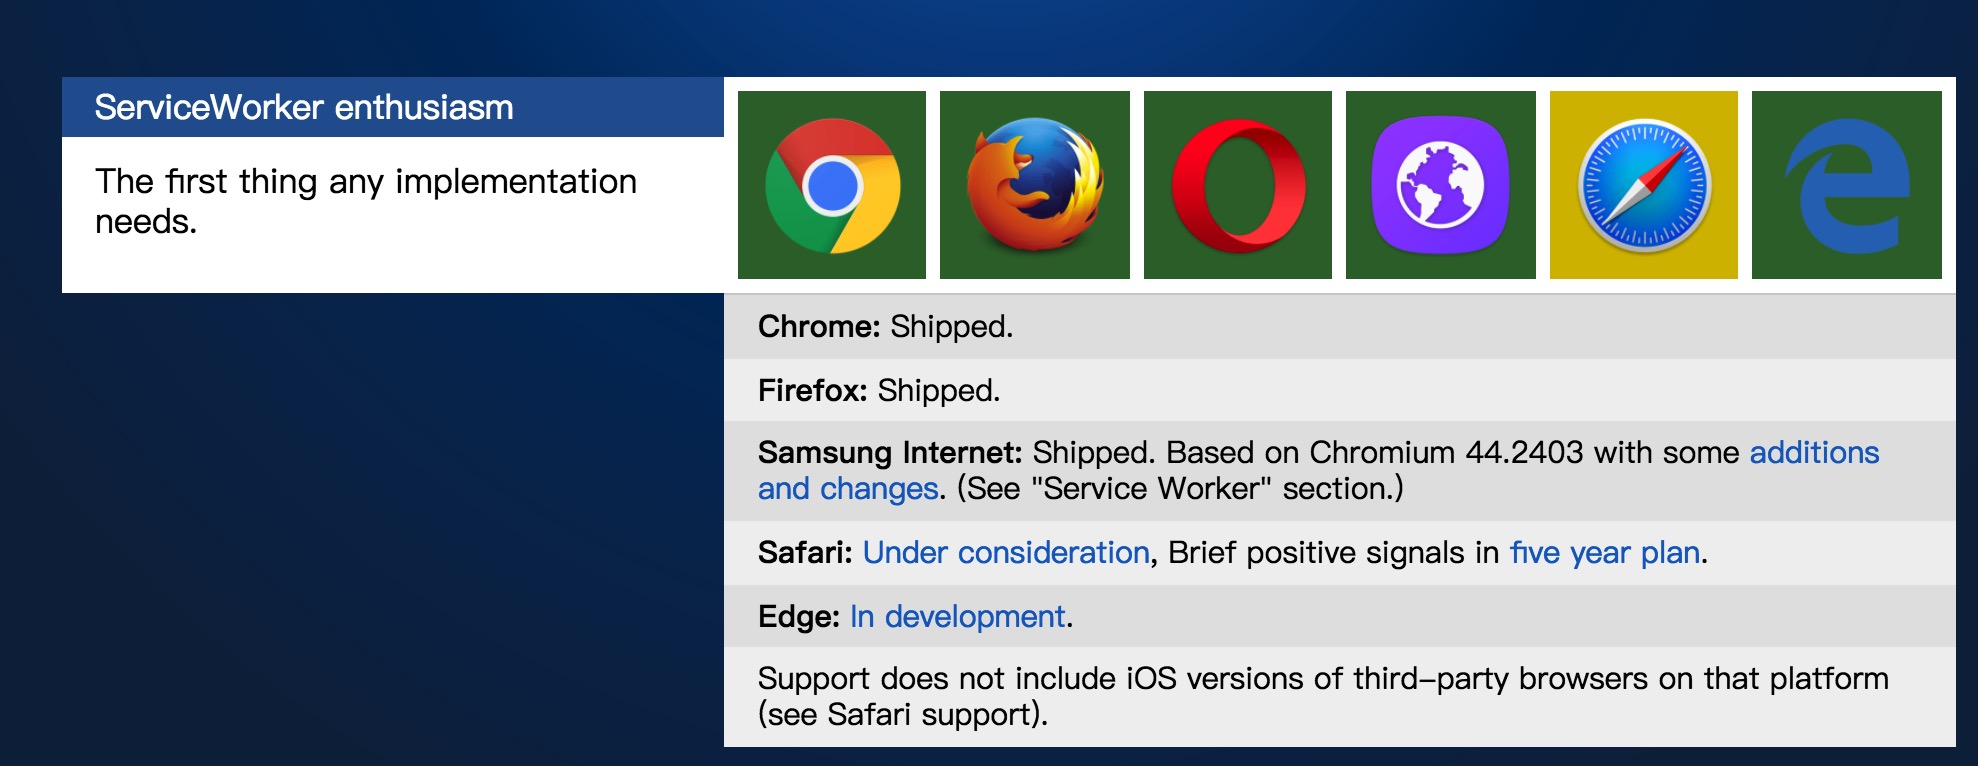 ServiceWorker enthusiasm
The first thing any implementation
needs.
Chrome: Shipped.
Firefox: Shipped.
Samsung Internet: Shipped. Based on Chromium 44.2403 with some additions
and changes. (See "Service Worker" section.)
Safari: Under consideration, Brief positive signals in five year plan.
Edge: In development.
Support does not include iOS versions of third-party browsers on that platform
(see Safari support).